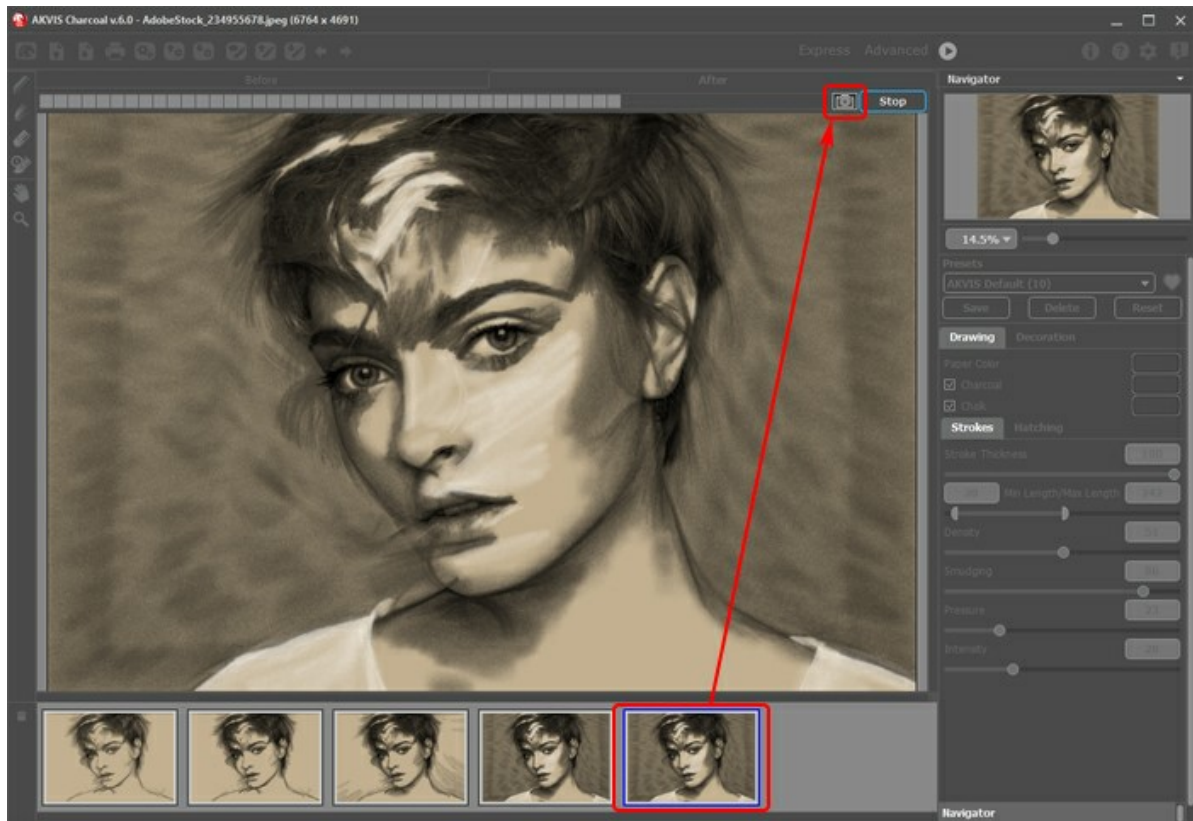 AKVIS Charcoal v.6.0 - AdobeStock_234955678.jpeg (6764 x 4691)
Express Advanced
Before After
Stop
Navigator
14.5%
Presets
AKVIS Default (10)
Save Delete Reset
Drawing Decoration
Paper Color
Charcoal
Chalk
Strokes Hatching
Stroke Thickness
Min Length/Max Length
Density
Smudging
Pressure
Intensity
Navigator